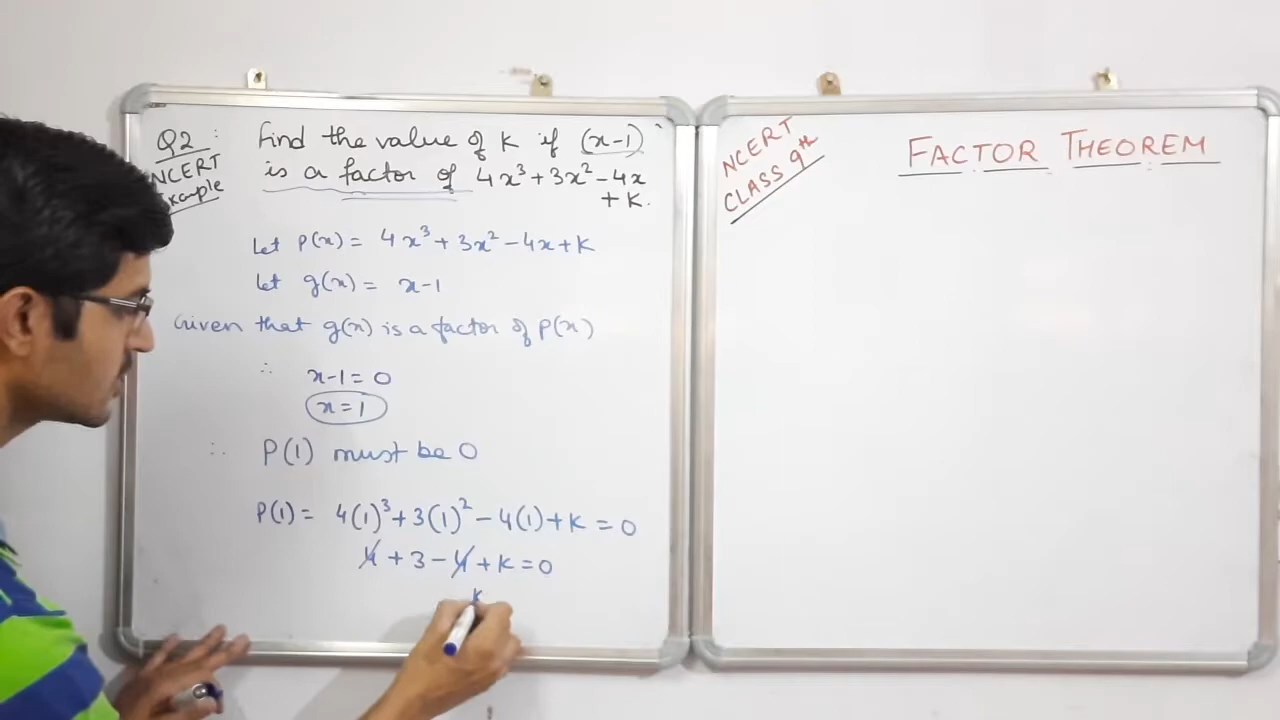 Q2 : Find the value of K if (x-1)
NCERT Example
is a factor of 4x³+3x²-4x
+K.
Let P(x) = 4x³+3x²-4x+K
Let g(x) = x-1
Given that g(x) is a factor of P(x)
∴ x-1=0
x=1
∴ P(1) must be 0
P(1) = 4(1)³+3(1)²-4(1)+K=0
4+3-4+K=0
K
NCERT
CLASS 9th
FACTOR THEOREM